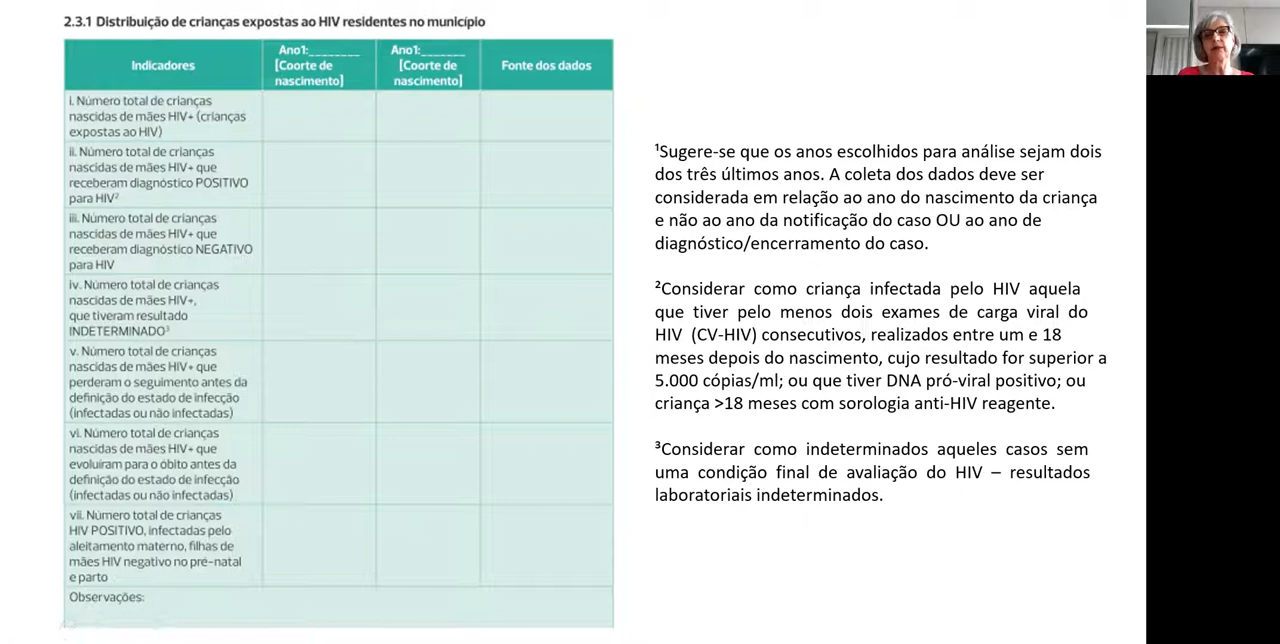 2.3.1 Distribuição de crianças expostas ao HIV residentes no município
Indicadores
Ano1:________
[Coorte de
nascimento]
Ano1:_______
[Coorte de
nascimento]
Fonte dos dados
i. Número total de crianças
nascidas de mães HIV+ (crianças
expostas ao HIV)
ii. Número total de crianças
nascidas de mães HIV+ que
receberam diagnóstico POSITIVO
para HIV²
iii. Número total de crianças
nascidas de mães HIV+ que
receberam diagnóstico NEGATIVO
para HIV
iv. Número total de crianças
nascidas de mães HIV+,
que tiveram resultado
INDETERMINADO³
v. Número total de crianças
nascidas de mães HIV+ que
perderam o seguimento antes da
definição do estado de infecção
(infectadas ou não infectadas)
vi. Número total de crianças
nascidas de mães HIV+ que
evoluíram para o óbito antes da
definição do estado de infecção
(infectadas ou não infectadas)
vii. Número total de crianças
HIV POSITIVO, infectadas pelo
aleitamento materno, filhas de
mães HIV negativo no pré-natal
e parto
Observações:
¹Sugere-se que os anos escolhidos para análise sejam dois
dos três últimos anos. A coleta dos dados deve ser
considerada em relação ao ano do nascimento da criança
e não ao ano da notificação do caso OU ao ano de
diagnóstico/encerramento do caso.
²Considerar como criança infectada pelo HIV aquela
que tiver pelo menos dois exames de carga viral do
HIV (CV-HIV) consecutivos, realizados entre um e 18
meses depois do nascimento, cujo resultado for superior a
5.000 cópias/ml; ou que tiver DNA pró-viral positivo; ou
criança >18 meses com sorologia anti-HIV reagente.
³Considerar como indeterminados aqueles casos sem
uma condição final de avaliação do HIV – resultados
laboratoriais indeterminados.